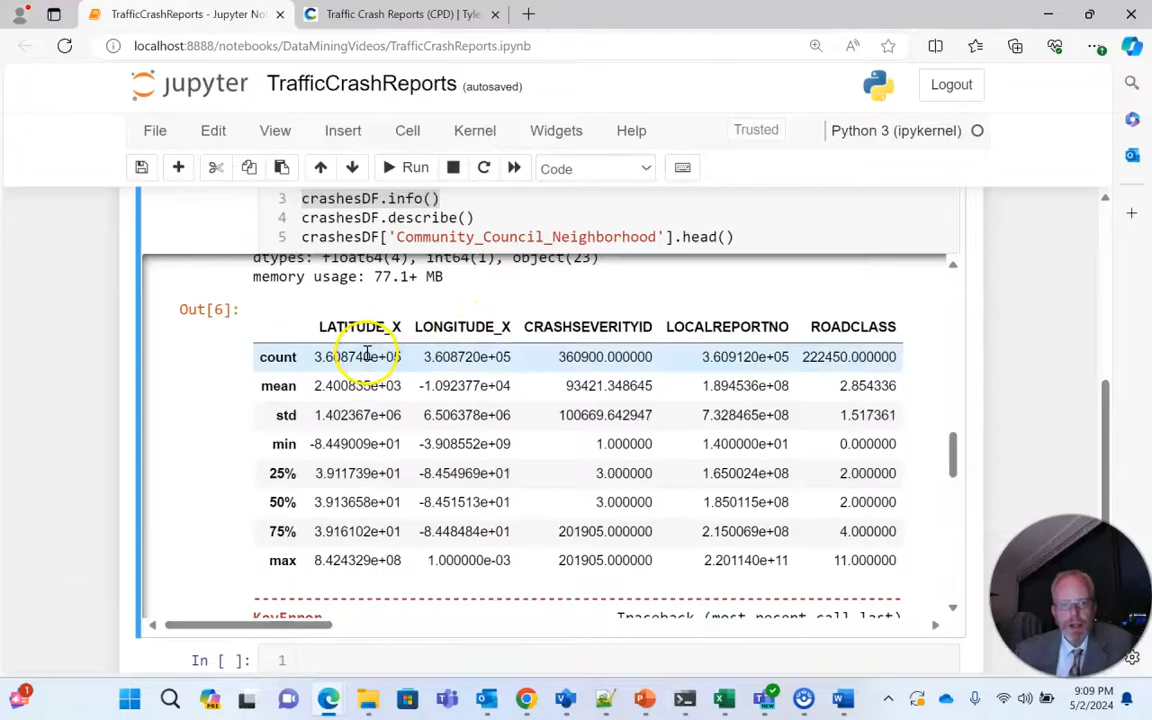 TrafficCrashReports - Jupyter No
Traffic Crash Reports (CPD) | Tyle
localhost:8888/notebooks/DataMiningVideos/TrafficCrashReports.ipynb
jupyter TrafficCrashReports (autosaved)
Logout
File Edit View Insert Cell Kernel Widgets Help Trusted Python 3 (ipykernel)
Run Code
3 crashesDF.info()
4 crashesDF.describe()
5 crashesDF['Community_Council_Neighborhood'].head()
dtypes: float64(4), int64(1), object(23)
memory usage: 77.1+ MB
Out[6]:
LATITUDE_X LONGITUDE_X CRASHSEVERITYID LOCALREPORTNO ROADCLASS
count 3.608740e+05 3.608720e+05 360900.000000 3.609120e+05 222450.000000
mean 2.400835e+03 -1.092377e+04 93421.348645 1.894536e+08 2.854336
std 1.402367e+06 6.506378e+06 100669.642947 7.328465e+08 1.517361
min -8.449009e+01 -3.908552e+09 1.000000 1.400000e+01 0.000000
25% 3.911739e+01 -8.454969e+01 3.000000 1.650024e+08 2.000000
50% 3.913658e+01 -8.451513e+01 3.000000 1.850115e+08 2.000000
75% 3.916102e+01 -8.448484e+01 201905.000000 2.150069e+08 4.000000
max 8.424329e+08 1.000000e-03 201905.000000 2.201140e+11 11.000000
KeyError Traceback (most recent call last)
In [ ]: 1
9:09 PM
5/2/2024